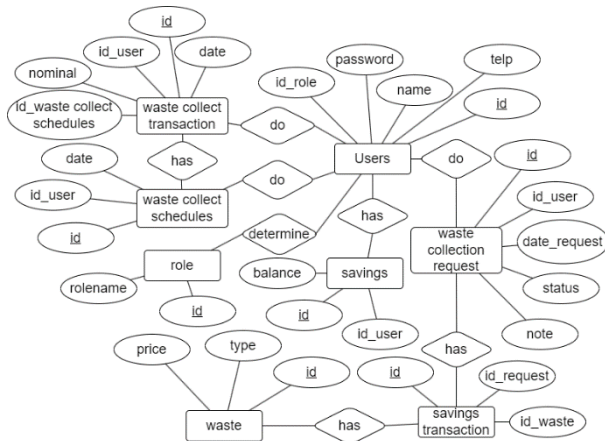 id
id_user
date
nominal
id_waste collect
schedules
waste collect
transaction
do
has
date
id_user
id
waste collect
schedules
do
id_role
password
name
telp
id
Users
do
id
id_user
date_request
status
note
waste
collection
request
determine
role
rolename
id
has
savings
balance
id
id_user
has
price
type
id
waste
has
id
savings
transaction
id_request
id_waste